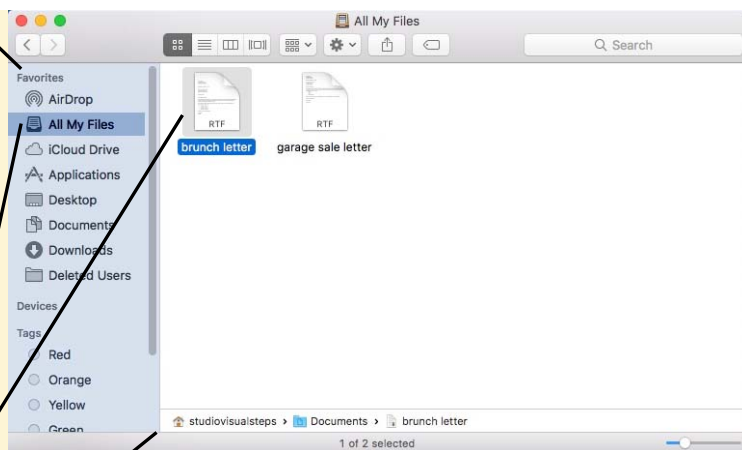 All My Files
Search
Favorites
AirDrop
All My Files
iCloud Drive
Applications
Desktop
Documents
Downloads
Deleted Users
Devices
Tags
Red
Orange
Yellow
Green
RTF
RTF
brunch letter
garage sale letter
studiovisualsteps › Documents › brunch letter
1 of 2 selected